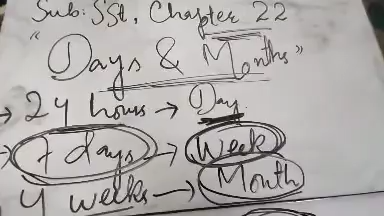 Sub: SSt, Chapter 22
"Days & Months"
→ 24 hours → Day
→ 7 days → Week
4 weeks → Month